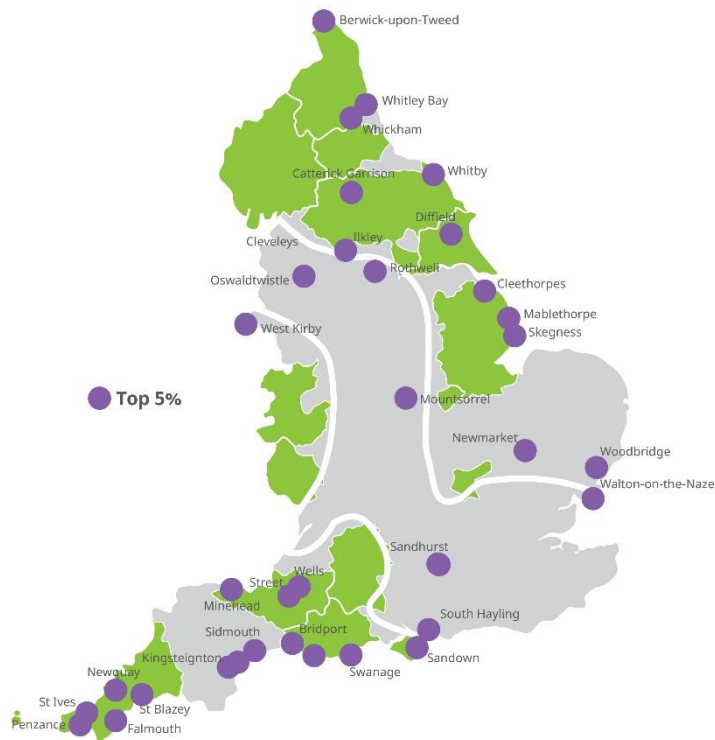 Berwick-upon-Tweed
Whitley Bay
Whickham
Catterick Garrison
Whitby
Diffield
Cleveleys
Ilkley
Oswaldtwistle
Rothwell
Cleethorpes
Mablethorpe
West Kirby
Skegness
Top 5%
Mountsorrel
Newmarket
Woodbridge
Walton-on-the-Naze
Sandhurst
Wells
Street
Minehead
South Hayling
Sidmouth
Bridport
Kingsteignton
Sandown
Newquay
Swanage
St Ives
St Blazey
Penzance
Falmouth